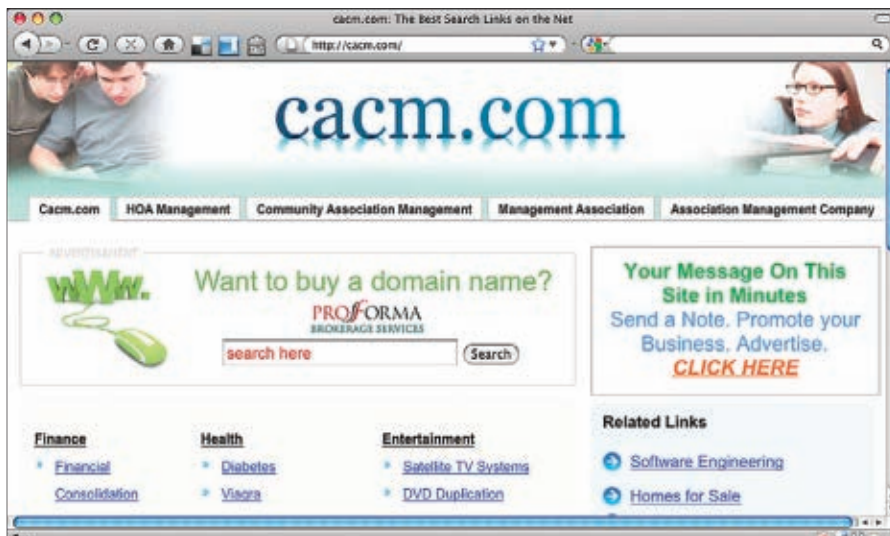 cacm.com: The Best Search Links on the Net
http://cacm.com/
cacm.com
Cacm.com HOA Management Community Association Management Management Association Association Management Company
www.
Want to buy a domain name?
PROFORMA
BROKERAGE SERVICES
search here Search
Your Message On This
Site in Minutes
Send a Note. Promote your
Business. Advertise.
CLICK HERE
Finance
Financial
Consolidation
Health
Diabetes
Viagra
Entertainment
Satellite TV Systems
DVD Duplication
Related Links
Software Engineering
Homes for Sale